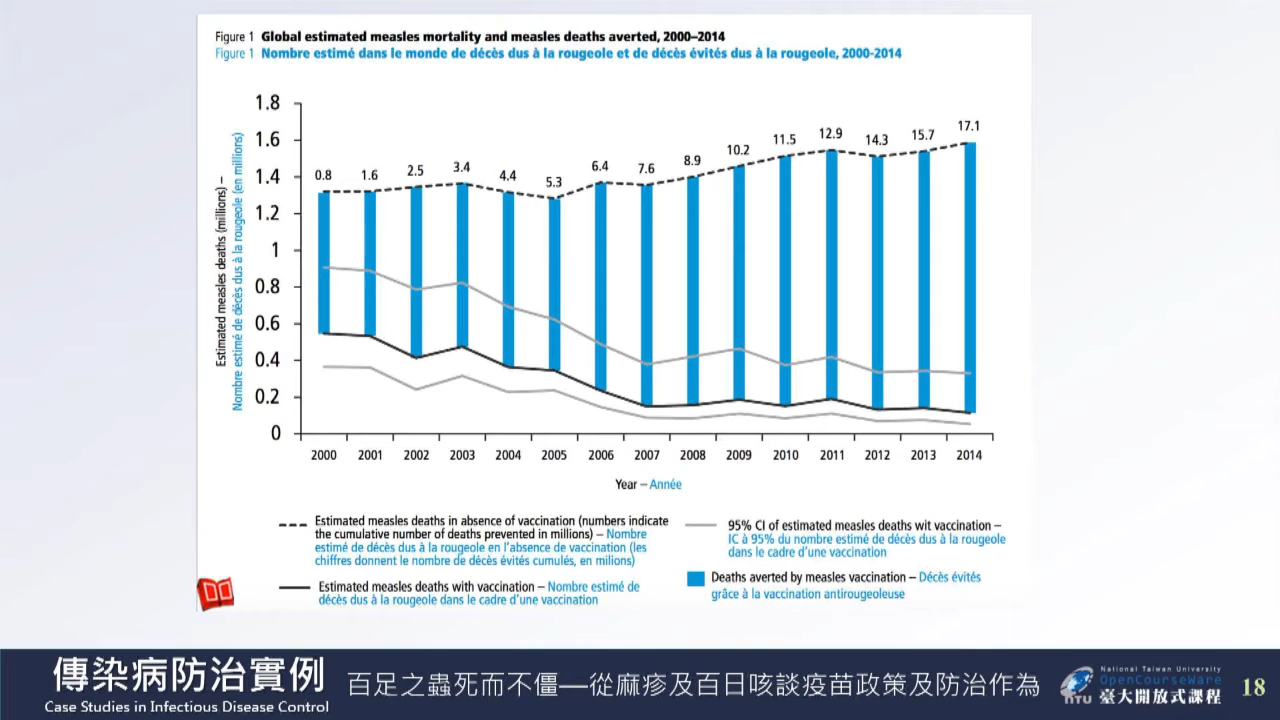 Figure 1 Global estimated measles mortality and measles deaths averted, 2000–2014
Figure 1 Nombre estimé dans le monde de décès dus à la rougeole et de décès évités dus à la rougeole, 2000-2014
Estimated measles deaths (millions) –
Nombre estimé de décès dus à la rougeole (en millions)
1.8
1.6
1.4
1.2
1
0.8
0.6
0.4
0.2
0
0.8 1.6 2.5 3.4 4.4 5.3 6.4 7.6 8.9 10.2 11.5 12.9 14.3 15.7 17.1
2000 2001 2002 2003 2004 2005 2006 2007 2008 2009 2010 2011 2012 2013 2014
Year – Année
Estimated measles deaths in absence of vaccination (numbers indicate
the cumulative number of deaths prevented in millions) – Nombre
estimé de décès dus à la rougeole en l'absence de vaccination (les
chiffres donnent le nombre de décès évités cumulés, en milions)
Estimated measles deaths with vaccination – Nombre estimé de
décès dus à la rougeole dans le cadre d'une vaccination
95% CI of estimated measles deaths wit vaccination –
IC à 95% du nombre estimé de décès dus à la rougeole
dans le cadre d'une vaccination
Deaths averted by measles vaccination – Décès évités
grâce à la vaccination antirougeoleuse
傳染病防治實例
Case Studies in Infectious Disease Control
百足之蟲死而不僵—從麻疹及百日咳談疫苗政策及防治作為
NTU
National Taiwan University
OpenCourseWare
臺大開放式課程
18